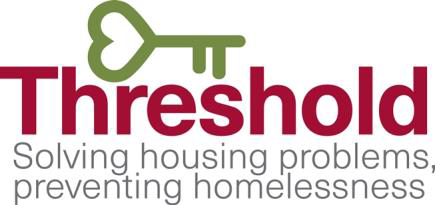 Threshold
Solving housing problems,
preventing homelessness